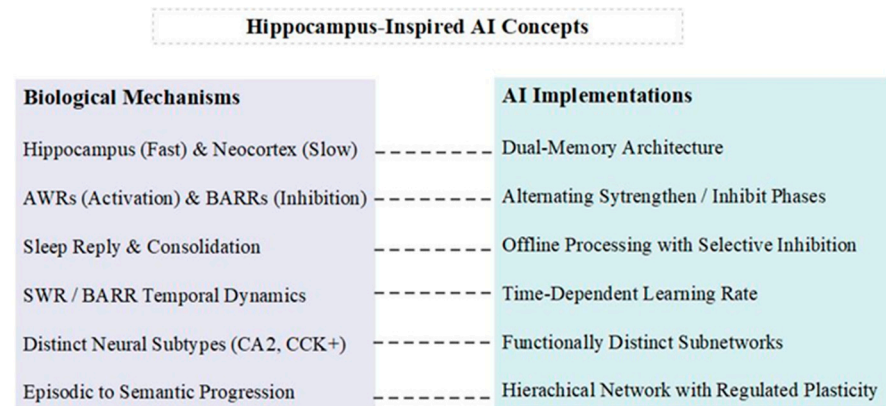 Hippocampus-Inspired AI Concepts
Biological Mechanisms
Hippocampus (Fast) & Neocortex (Slow)
AWRs (Activation) & BARRs (Inhibition)
Sleep Reply & Consolidation
SWR / BARR Temporal Dynamics
Distinct Neural Subtypes (CA2, CCK+)
Episodic to Semantic Progression
AI Implementations
Dual-Memory Architecture
Alternating Sytrengthen / Inhibit Phases
Offline Processing with Selective Inhibition
Time-Dependent Learning Rate
Functionally Distinct Subnetworks
Hierachical Network with Regulated Plasticity